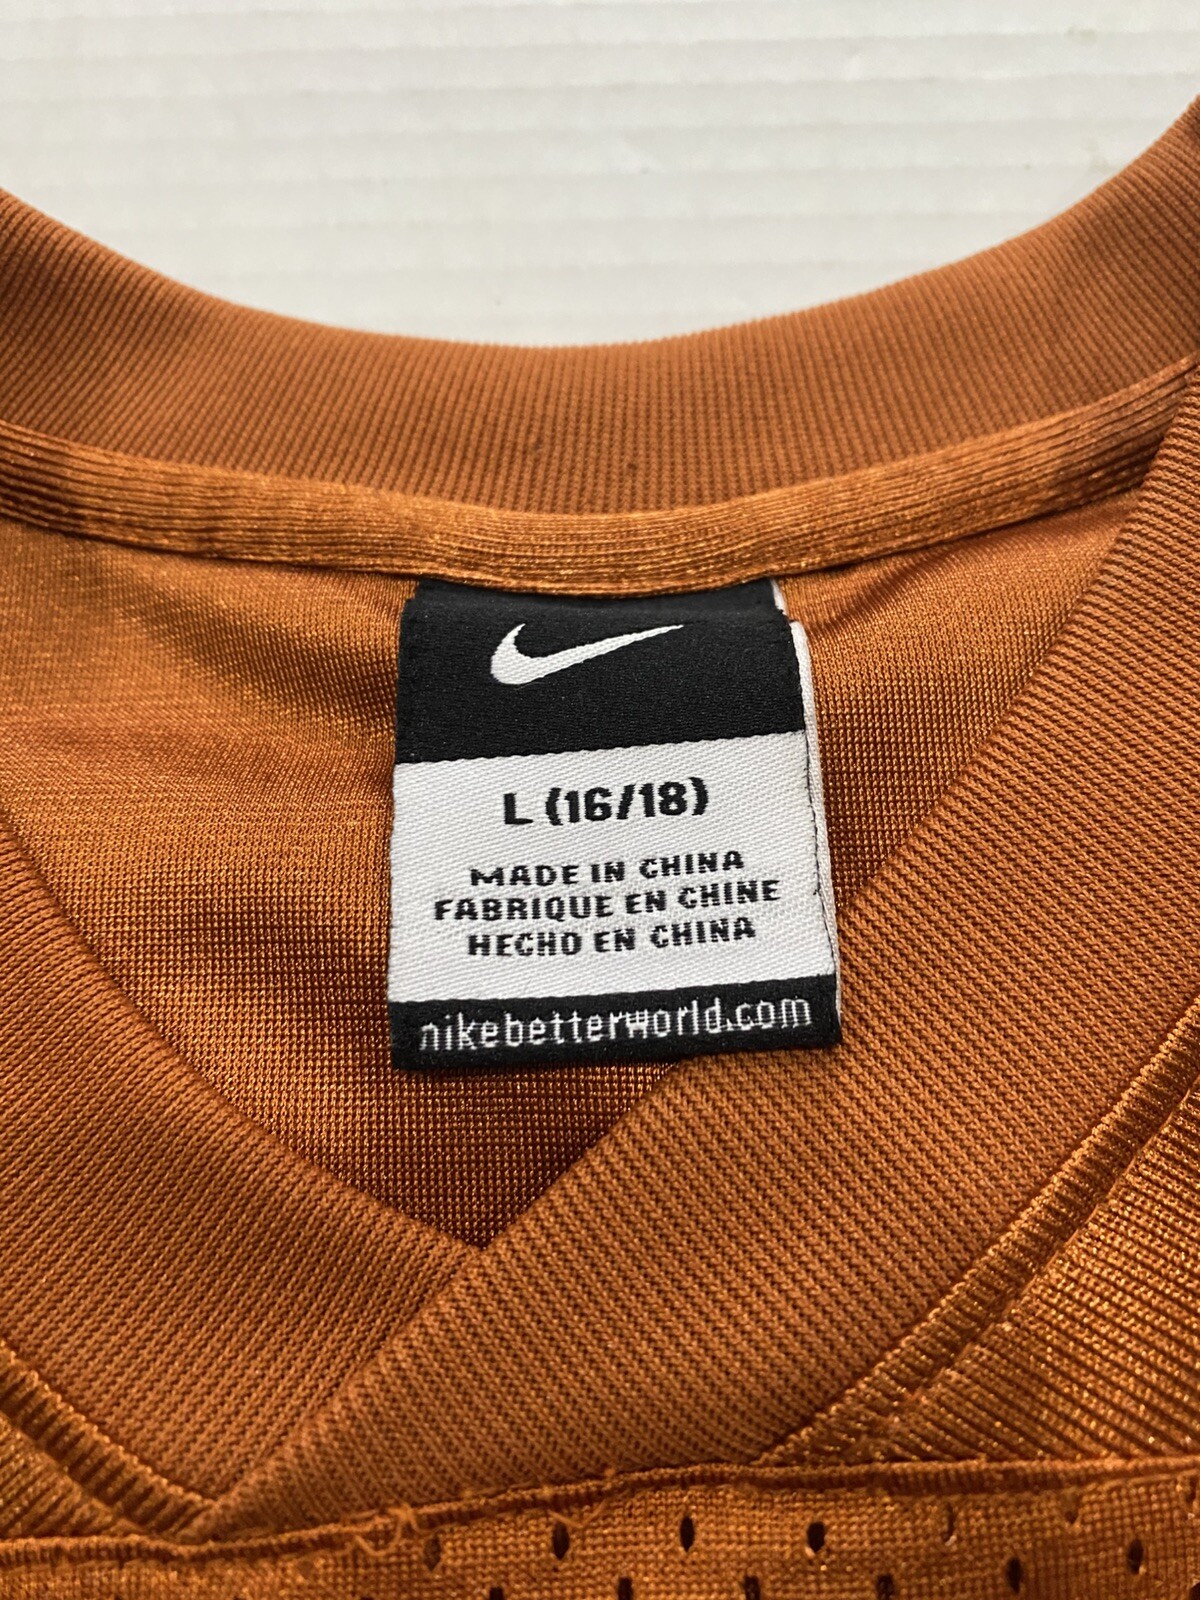 L (16/18)
MADE IN CHINA
FABRIQUE EN CHINE
HECHO EN CHINA
nikebetterworld.com